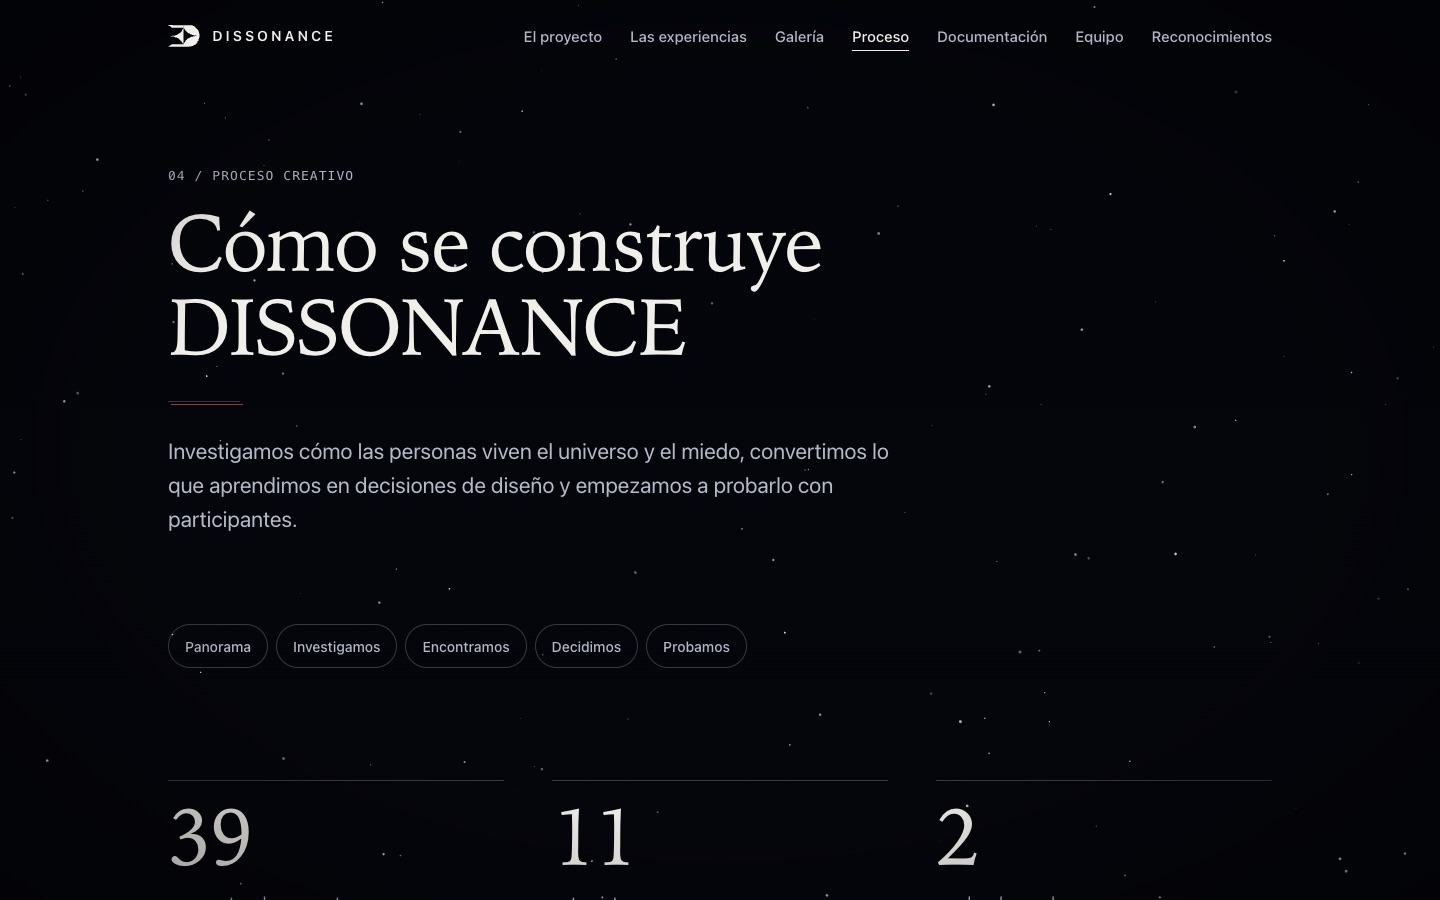 DISSONANCE
El proyecto
Las experiencias
Galería
Proceso
Documentación
Equipo
Reconocimientos
04 / PROCESO CREATIVO
Cómo se construye
DISSONANCE
Investigamos cómo las personas viven el universo y el miedo, convertimos lo
que aprendimos en decisiones de diseño y empezamos a probarlo con
participantes.
Panorama
Investigamos
Encontramos
Decidimos
Probamos
39
11
2